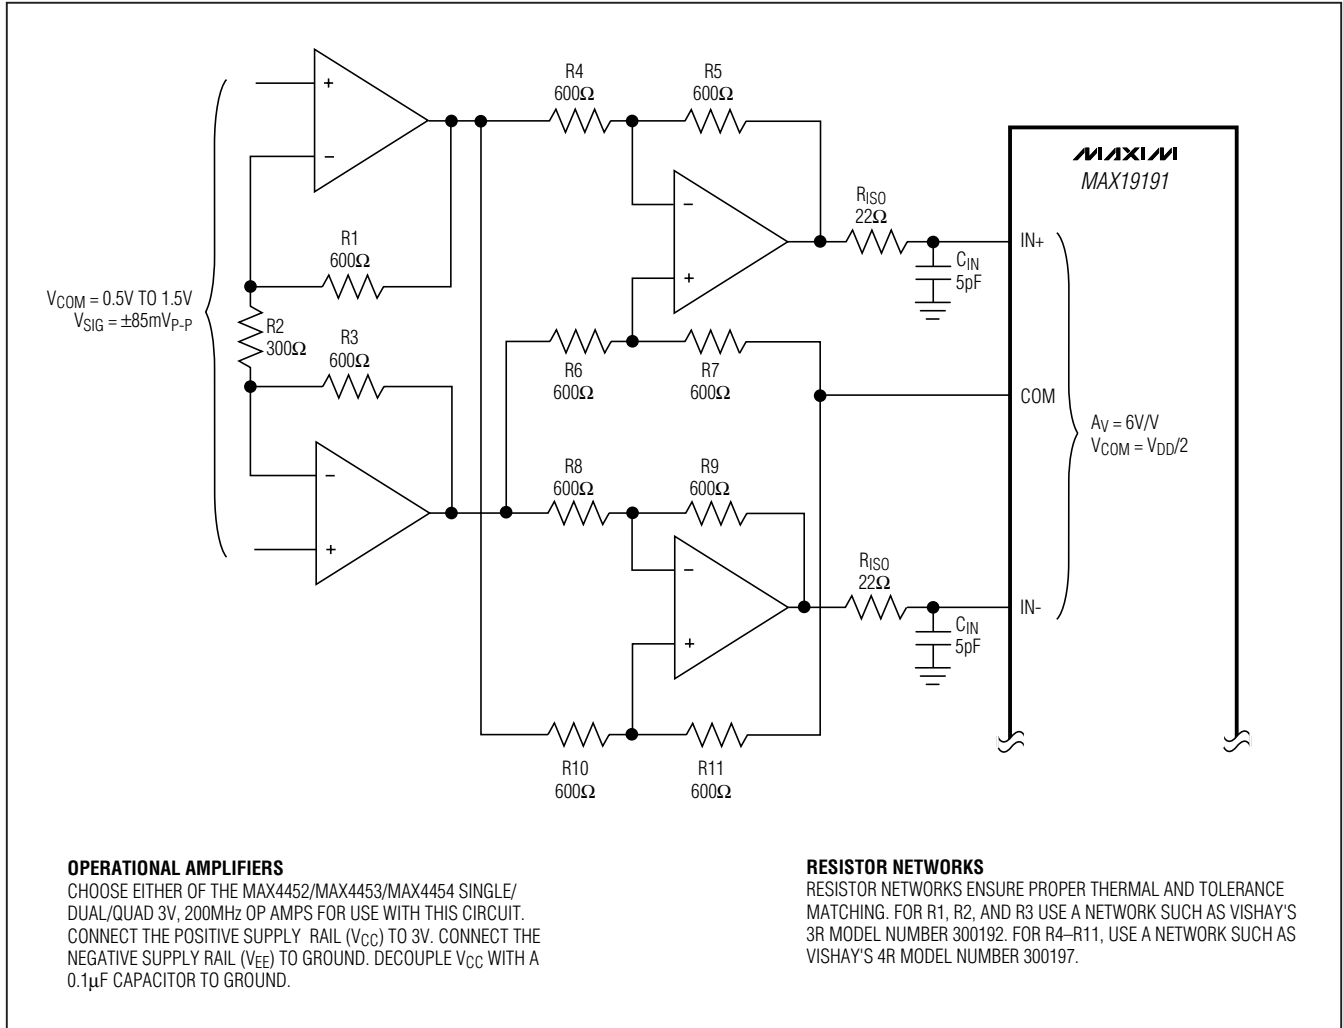 R4
600Ω
R5
600Ω
MAXIM
MAX19191
+
−
−
+
RISO
22Ω
IN+
CIN
5pF
R1
600Ω
VCOM = 0.5V TO 1.5V
VSIG = ±85mVP-P
R2
300Ω
R3
600Ω
R6
600Ω
R7
600Ω
COM
AV = 6V/V
VCOM = VDD/2
R8
600Ω
R9
600Ω
−
+
−
+
RISO
22Ω
IN-
CIN
5pF
R10
600Ω
R11
600Ω
OPERATIONAL AMPLIFIERS
CHOOSE EITHER OF THE MAX4452/MAX4453/MAX4454 SINGLE/
DUAL/QUAD 3V, 200MHz OP AMPS FOR USE WITH THIS CIRCUIT.
CONNECT THE POSITIVE SUPPLY RAIL (VCC) TO 3V. CONNECT THE
NEGATIVE SUPPLY RAIL (VEE) TO GROUND. DECOUPLE VCC WITH A
0.1µF CAPACITOR TO GROUND.
RESISTOR NETWORKS
RESISTOR NETWORKS ENSURE PROPER THERMAL AND TOLERANCE
MATCHING. FOR R1, R2, AND R3 USE A NETWORK SUCH AS VISHAY'S
3R MODEL NUMBER 300192. FOR R4–R11, USE A NETWORK SUCH AS
VISHAY'S 4R MODEL NUMBER 300197.